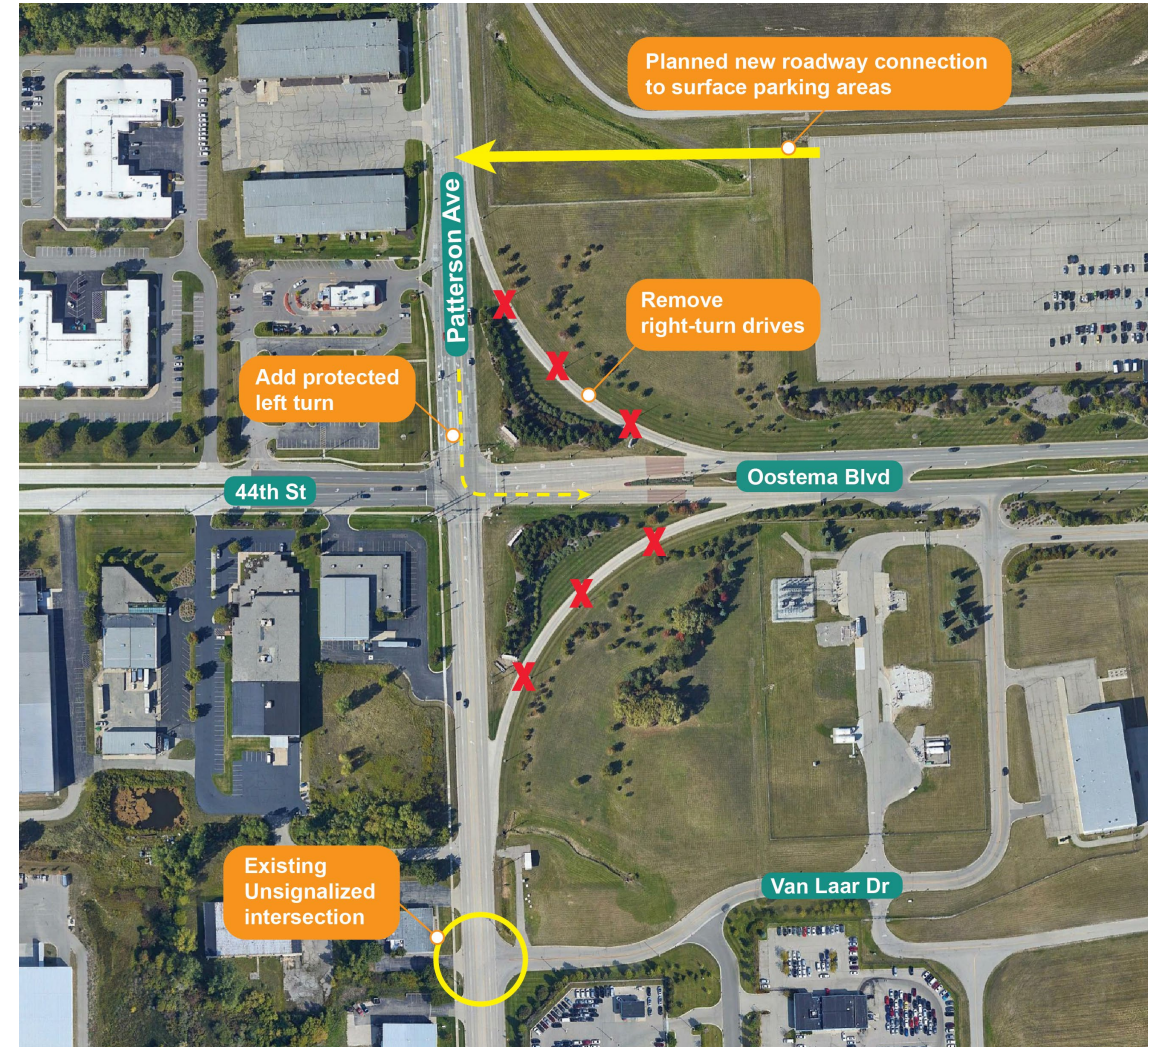 Planned new roadway connection
to surface parking areas
Patterson Ave
Remove
right-turn drives
Add protected
left turn
44th St
Oostema Blvd
X
X
X
X
X
X
Existing
Unsignalized
intersection
Van Laar Dr